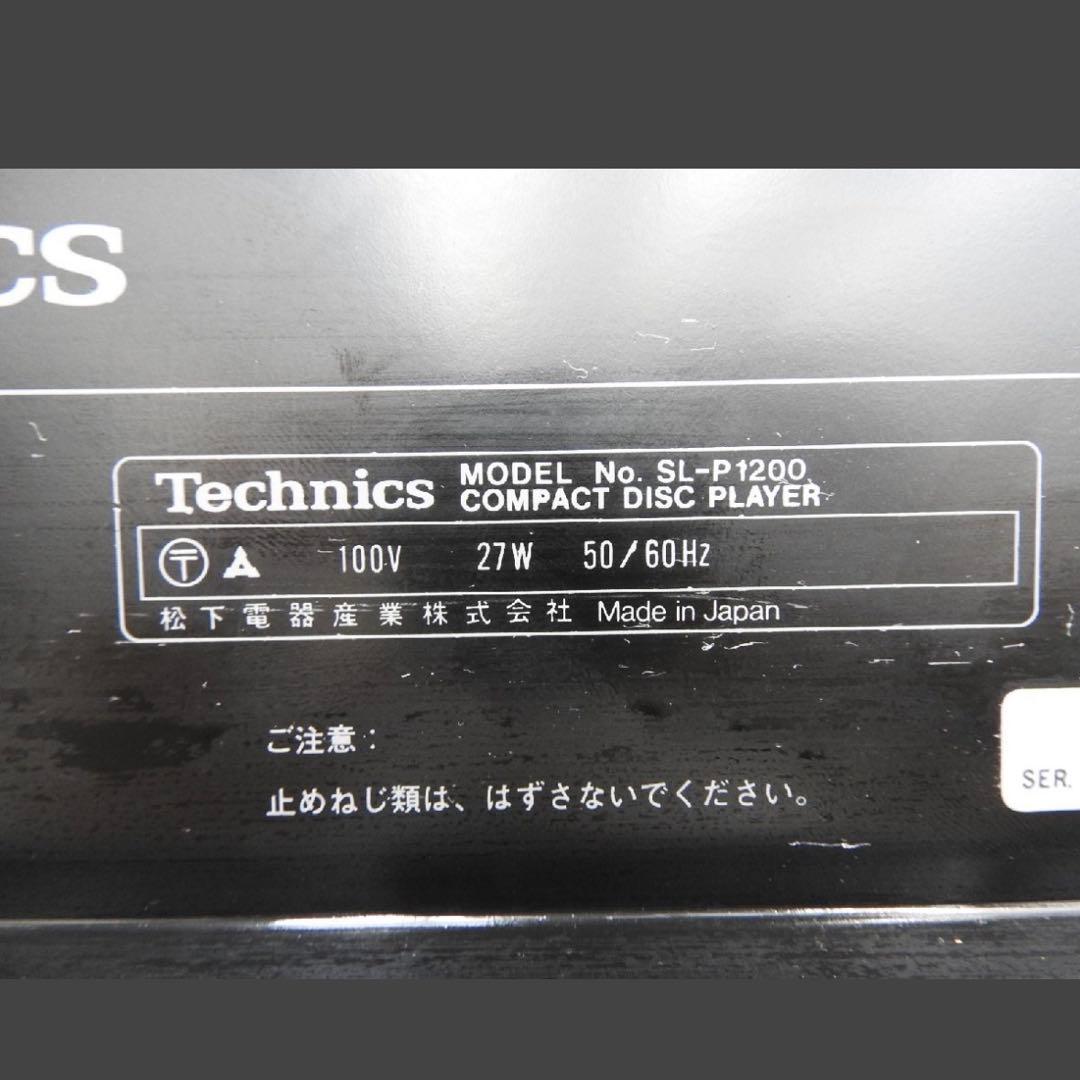 cs
Technics MODEL No. SL-P1200
COMPACT DISC PLAYER
〒 100V 27W 50/60Hz
松下電器産業株式会社 Made in Japan
ご注意：
止めねじ類は、はずさないでください。
SER.